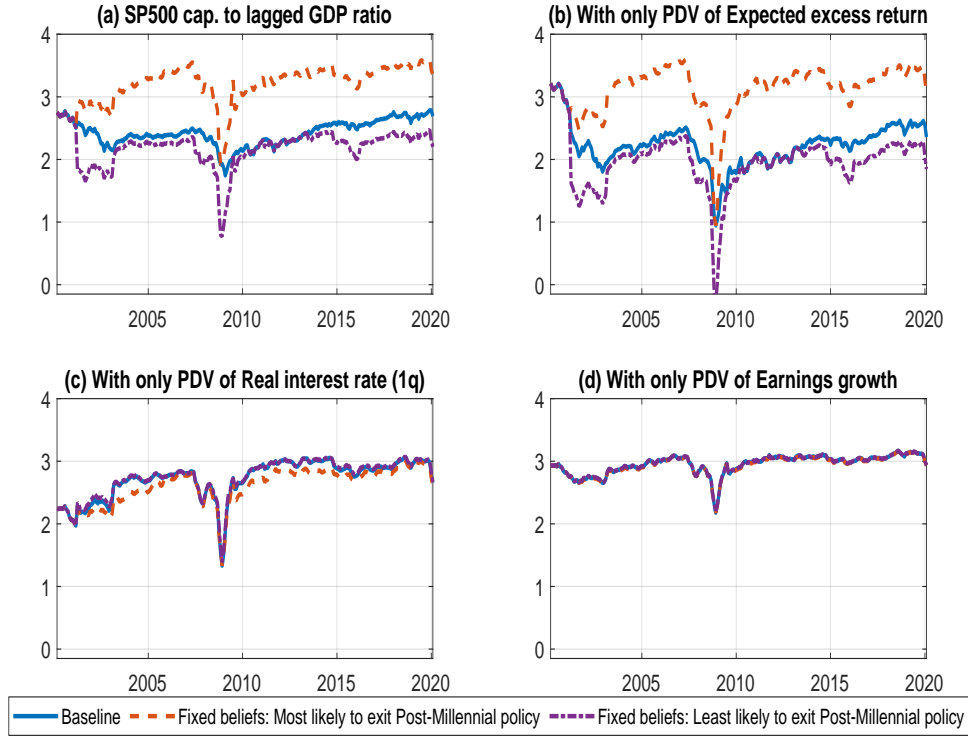 (a) SP500 cap. to lagged GDP ratio
4
3
2
1
0
2005 2010 2015 2020
(b) With only PDV of Expected excess return
4
3
2
1
0
2005 2010 2015 2020
(c) With only PDV of Real interest rate (1q)
4
3
2
1
0
2005 2010 2015 2020
(d) With only PDV of Earnings growth
4
3
2
1
0
2005 2010 2015 2020
Baseline Fixed beliefs: Most likely to exit Post-Millennial policy Fixed beliefs: Least likely to exit Post-Millennial policy